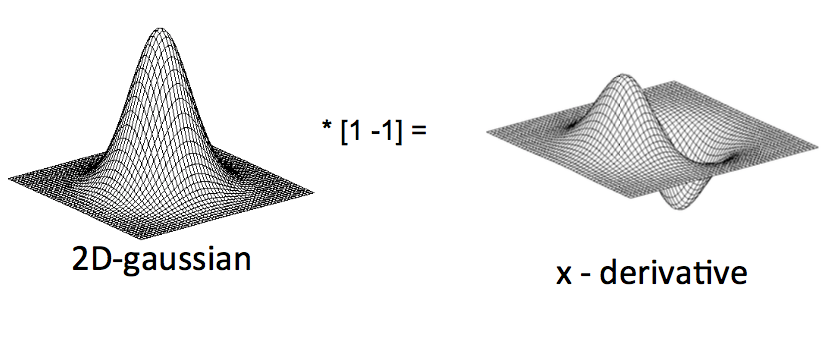 * [1 -1] =
2D-gaussian
x - derivative